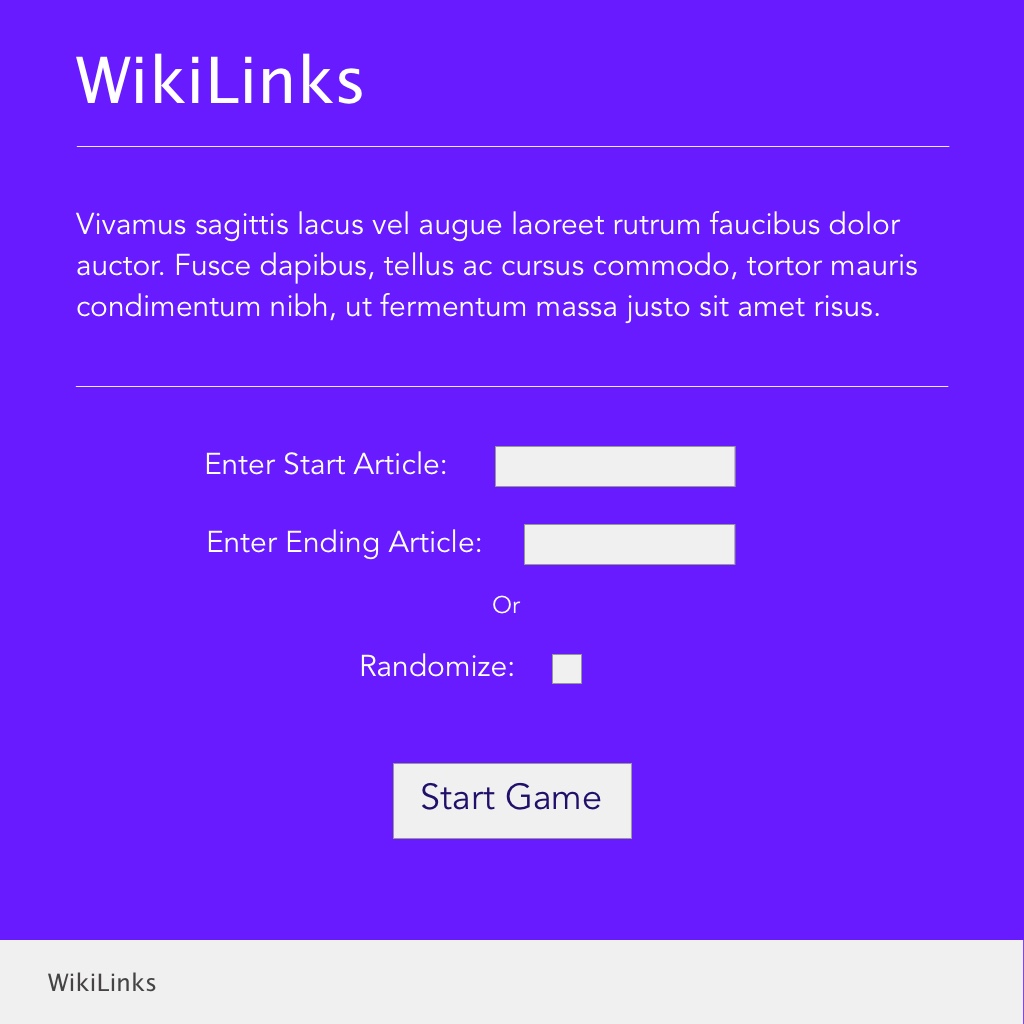 WikiLinks
Vivamus sagittis lacus vel augue laoreet rutrum faucibus dolor
auctor. Fusce dapibus, tellus ac cursus commodo, tortor mauris
condimentum nibh, ut fermentum massa justo sit amet risus.
Enter Start Article:
Enter Ending Article:
Or
Randomize:
Start Game
WikiLinks